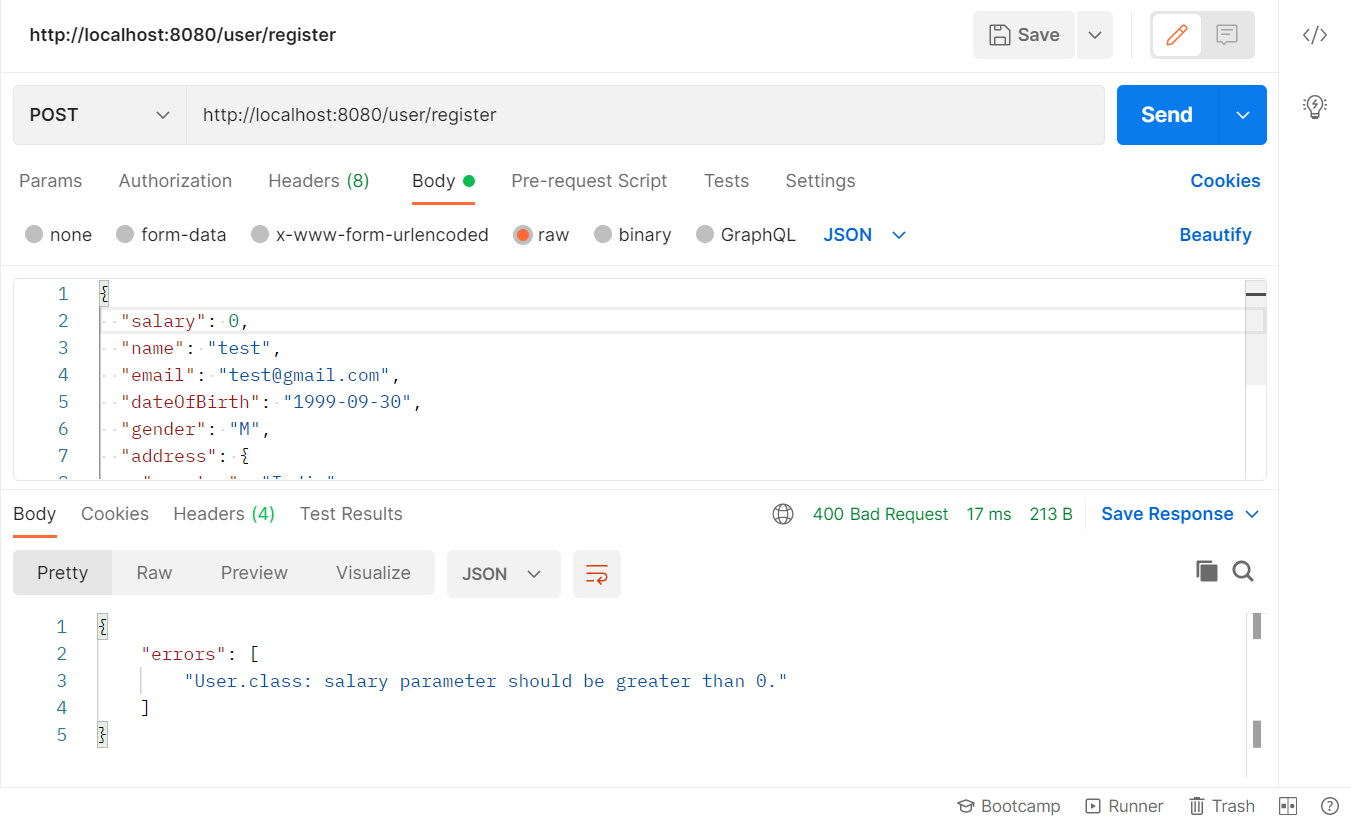 http://localhost:8080/user/register
Save
POST
http://localhost:8080/user/register
Send
Params Authorization Headers (8) Body Pre-request Script Tests Settings Cookies
none form-data x-www-form-urlencoded raw binary GraphQL JSON Beautify
1 {
2 "salary": 0,
3 "name": "test",
4 "email": "test@gmail.com",
5 "dateOfBirth": "1999-09-30",
6 "gender": "M",
7 "address": {
Body Cookies Headers (4) Test Results 400 Bad Request 17 ms 213 B Save Response
Pretty Raw Preview Visualize JSON
1 {
2 "errors": [
3 "User.class: salary parameter should be greater than 0."
4 ]
5 }
Bootcamp Runner Trash